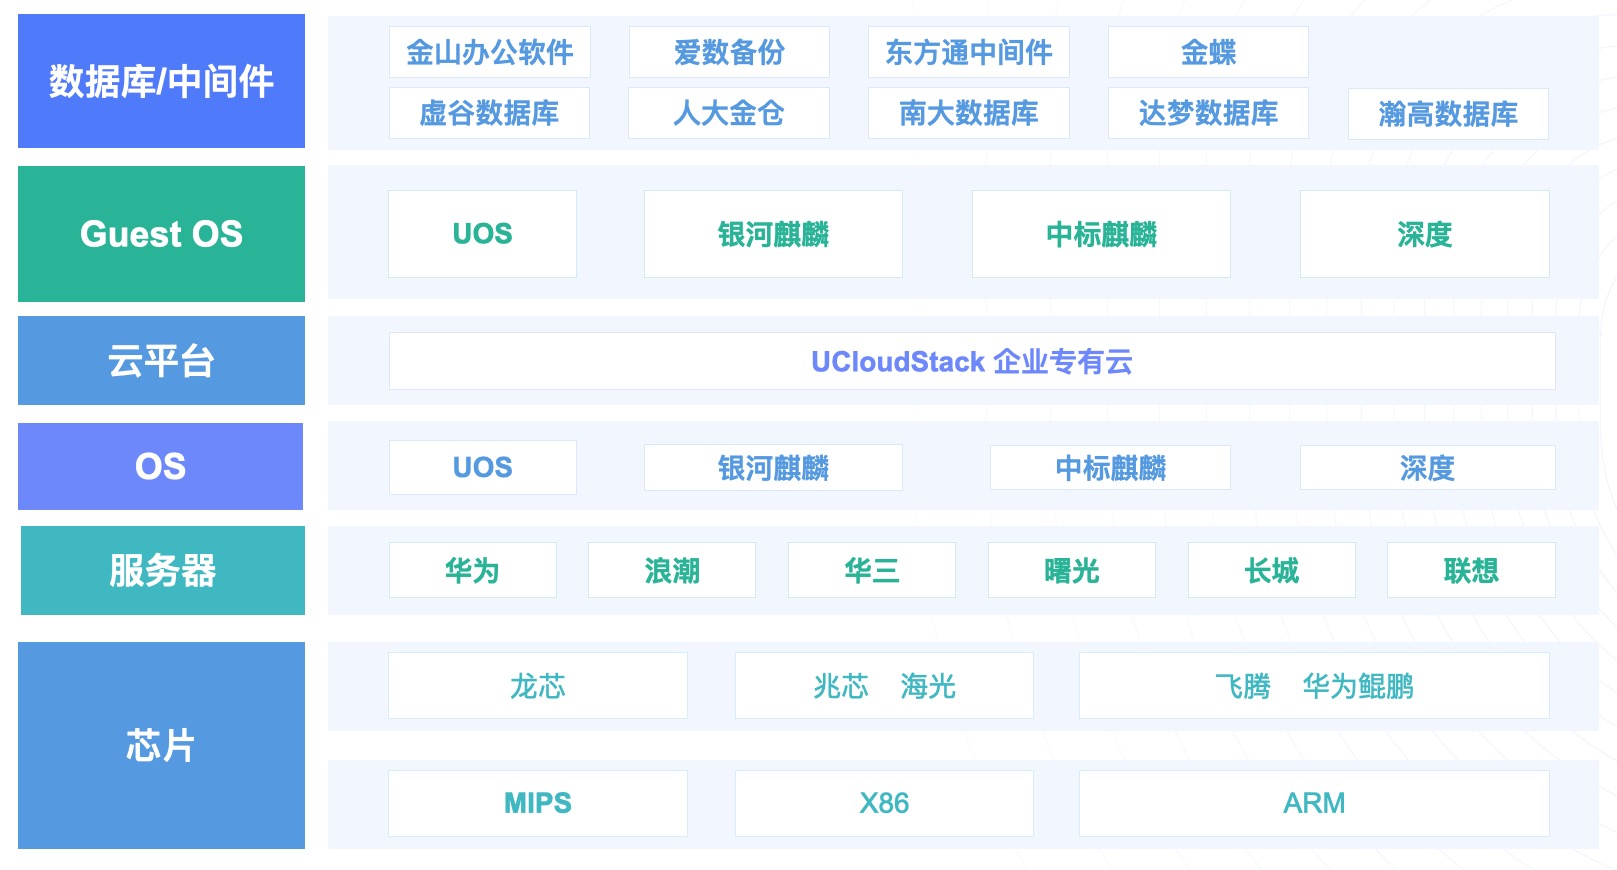 数据库/中间件
金山办公软件 爱数备份 东方通中间件 金蝶
虚谷数据库 人大金仓 南大数据库 达梦数据库 瀚高数据库
Guest OS
UOS 银河麒麟 中标麒麟 深度
云平台
UCloudStack 企业专有云
OS
UOS 银河麒麟 中标麒麟 深度
服务器
华为 浪潮 华三 曙光 长城 联想
芯片
龙芯 兆芯 海光 飞腾 华为鲲鹏
MIPS X86 ARM